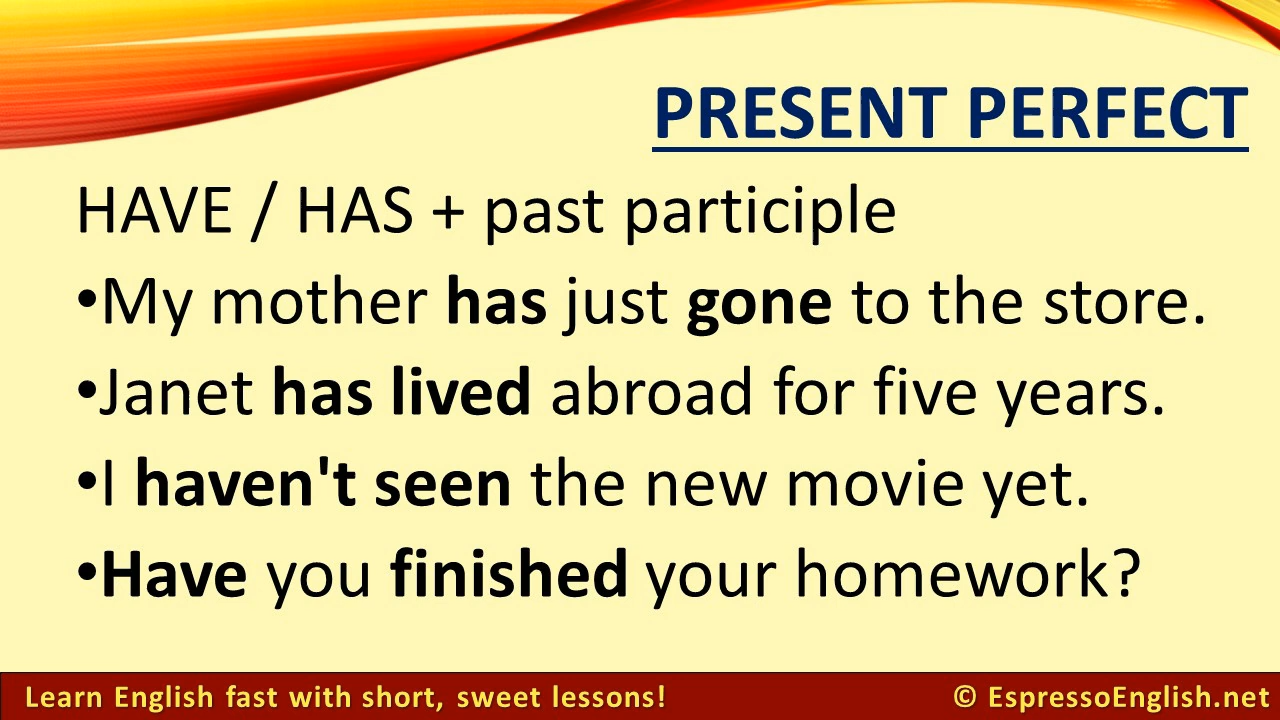 PRESENT PERFECT
HAVE / HAS + past participle
•My mother has just gone to the store.
•Janet has lived abroad for five years.
•I haven't seen the new movie yet.
•Have you finished your homework?
Learn English fast with short, sweet lessons!
© EspressoEnglish.net